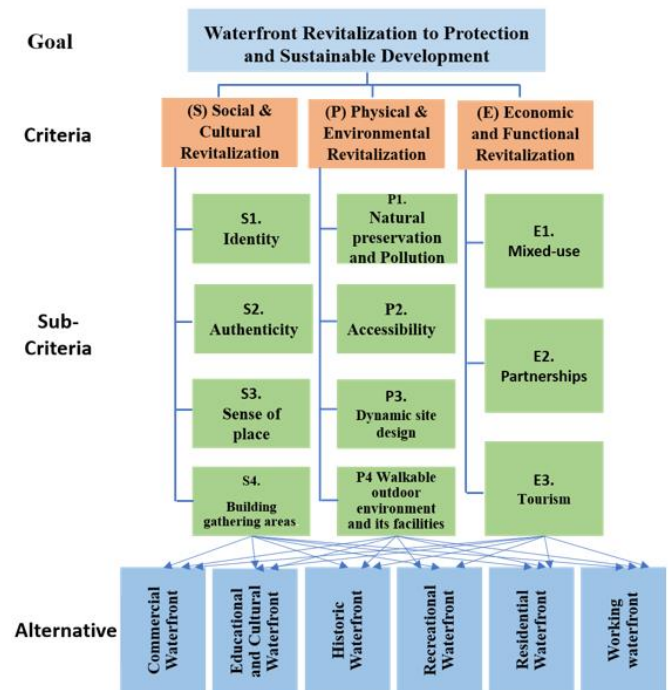 Goal
Waterfront Revitalization to Protection
and Sustainable Development
Criteria
(S) Social &
Cultural
Revitalization
(P) Physical &
Environmental
Revitalization
(E) Economic
and Functional
Revitalization
Sub-
Criteria
S1.
Identity
P1.
Natural
preservation
and Pollution
E1.
Mixed-use
S2.
Authenticity
P2.
Accessibility
E2.
Partnerships
S3.
Sense of
place
P3.
Dynamic site
design
E3.
Tourism
S4.
Building
gathering areas
P4 Walkable
outdoor
environment
and its facilities
Alternative
Commercial
Waterfront
Educational
and Cultural
Waterfront
Historic
Waterfront
Recreational
Waterfront
Residential
Waterfront
Working
waterfront